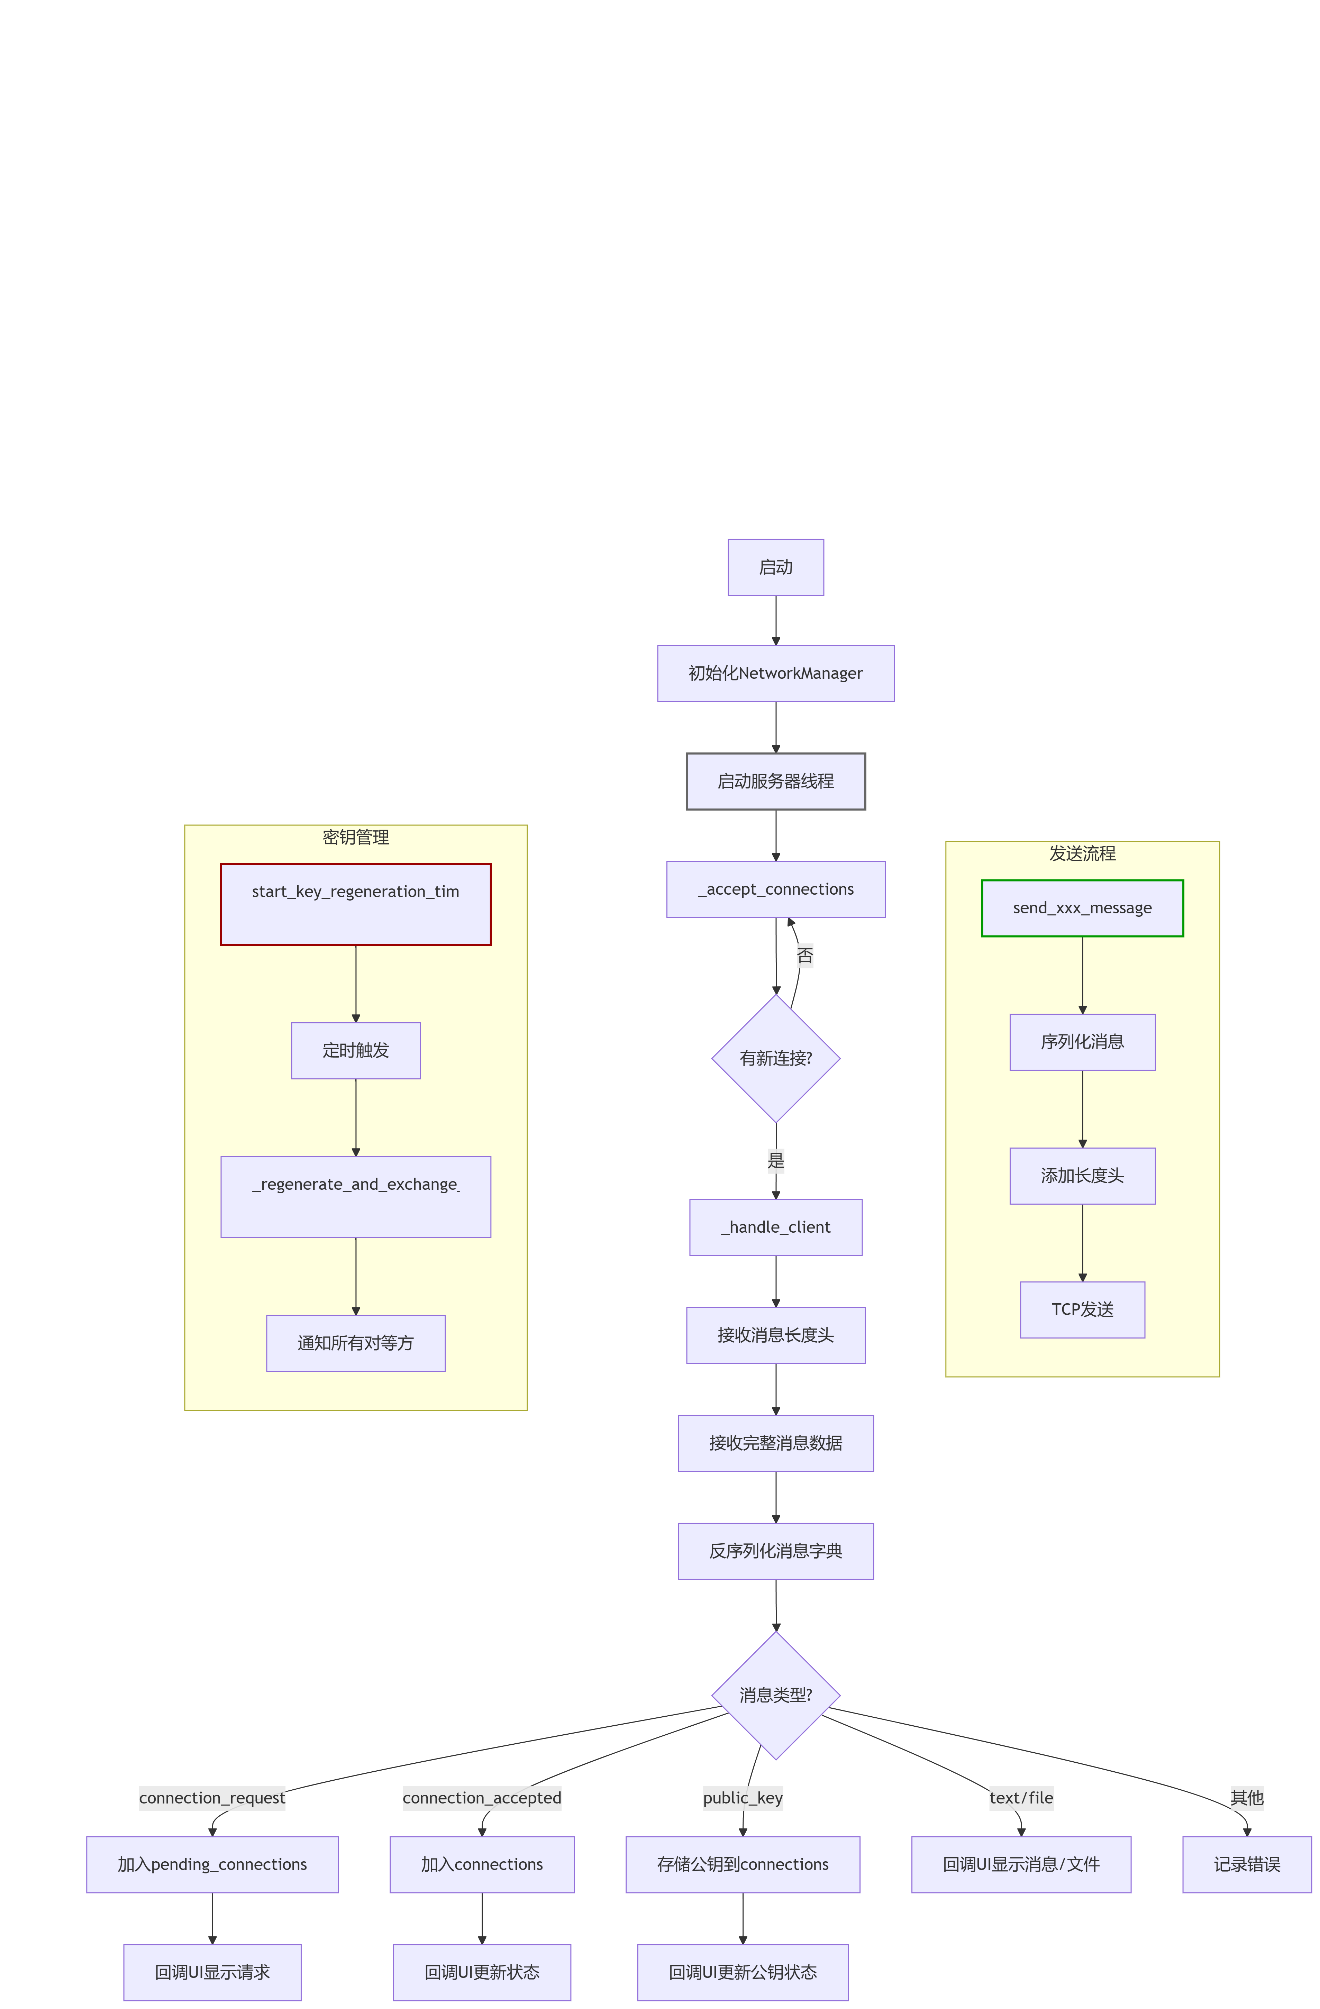 启动
初始化NetworkManager
启动服务器线程
_accept_connections
否
有新连接?
是
_handle_client
接收消息长度头
接收完整消息数据
反序列化消息字典
消息类型?
密钥管理
start_key_regeneration_tim
定时触发
_regenerate_and_exchange_
通知所有对等方
发送流程
send_xxx_message
序列化消息
添加长度头
TCP发送
connection_request
connection_accepted
public_key
text/file
其他
加入pending_connections
加入connections
存储公钥到connections
回调UI显示消息/文件
记录错误
回调UI显示请求
回调UI更新状态
回调UI更新公钥状态